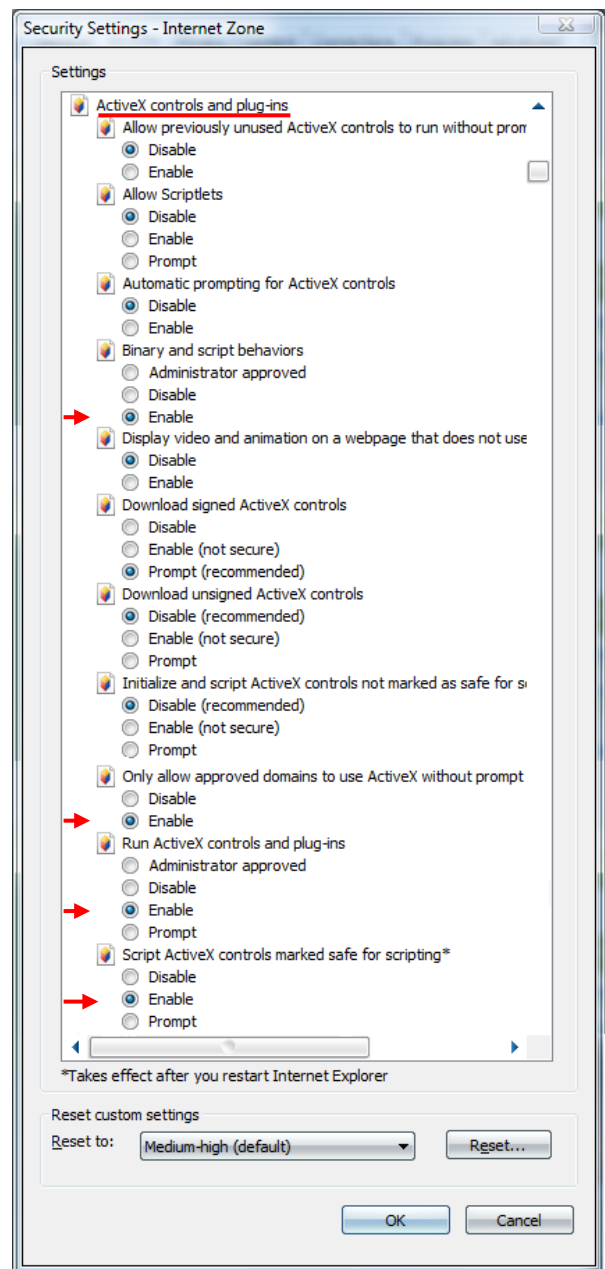 Security Settings - Internet Zone
Settings
ActiveX controls and plug-ins
Allow previously unused ActiveX controls to run without prom
Disable
Enable
Allow Scriptlets
Disable
Enable
Prompt
Automatic prompting for ActiveX controls
Disable
Enable
Binary and script behaviors
Administrator approved
Disable
Enable
Display video and animation on a webpage that does not use
Disable
Enable
Download signed ActiveX controls
Disable
Enable (not secure)
Prompt (recommended)
Download unsigned ActiveX controls
Disable (recommended)
Enable (not secure)
Prompt
Initialize and script ActiveX controls not marked as safe for s
Disable (recommended)
Enable (not secure)
Prompt
Only allow approved domains to use ActiveX without prompt
Disable
Enable
Run ActiveX controls and plug-ins
Administrator approved
Disable
Enable
Prompt
Script ActiveX controls marked safe for scripting*
Disable
Enable
Prompt
*Takes effect after you restart Internet Explorer
Reset custom settings
Reset to: Medium-high (default) Reset...
OK Cancel